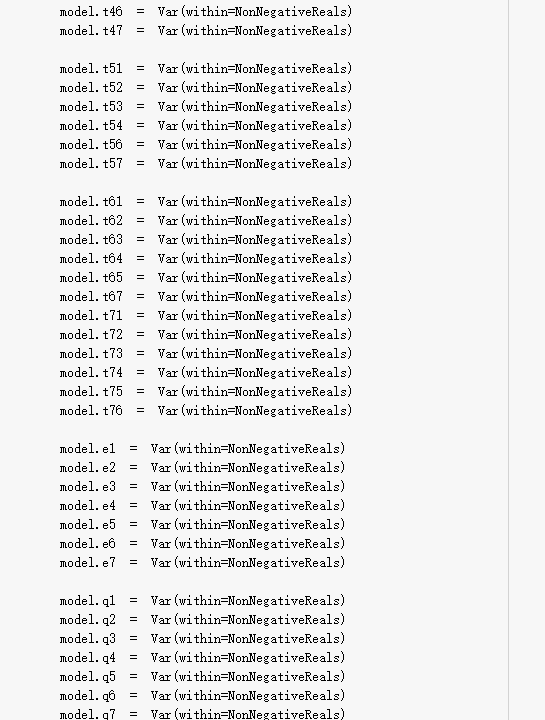 model.t46  =  Var(within=NonNegativeReals)
model.t47  =  Var(within=NonNegativeReals)
model.t51  =  Var(within=NonNegativeReals)
model.t52  =  Var(within=NonNegativeReals)
model.t53  =  Var(within=NonNegativeReals)
model.t54  =  Var(within=NonNegativeReals)
model.t56  =  Var(within=NonNegativeReals)
model.t57  =  Var(within=NonNegativeReals)
model.t61  =  Var(within=NonNegativeReals)
model.t62  =  Var(within=NonNegativeReals)
model.t63  =  Var(within=NonNegativeReals)
model.t64  =  Var(within=NonNegativeReals)
model.t65  =  Var(within=NonNegativeReals)
model.t67  =  Var(within=NonNegativeReals)
model.t71  =  Var(within=NonNegativeReals)
model.t72  =  Var(within=NonNegativeReals)
model.t73  =  Var(within=NonNegativeReals)
model.t74  =  Var(within=NonNegativeReals)
model.t75  =  Var(within=NonNegativeReals)
model.t76  =  Var(within=NonNegativeReals)
model.e1  =  Var(within=NonNegativeReals)
model.e2  =  Var(within=NonNegativeReals)
model.e3  =  Var(within=NonNegativeReals)
model.e4  =  Var(within=NonNegativeReals)
model.e5  =  Var(within=NonNegativeReals)
model.e6  =  Var(within=NonNegativeReals)
model.e7  =  Var(within=NonNegativeReals)
model.q1  =  Var(within=NonNegativeReals)
model.q2  =  Var(within=NonNegativeReals)
model.q3  =  Var(within=NonNegativeReals)
model.q4  =  Var(within=NonNegativeReals)
model.q5  =  Var(within=NonNegativeReals)
model.q6  =  Var(within=NonNegativeReals)
model.q7  =  Var(within=NonNegativeReals)